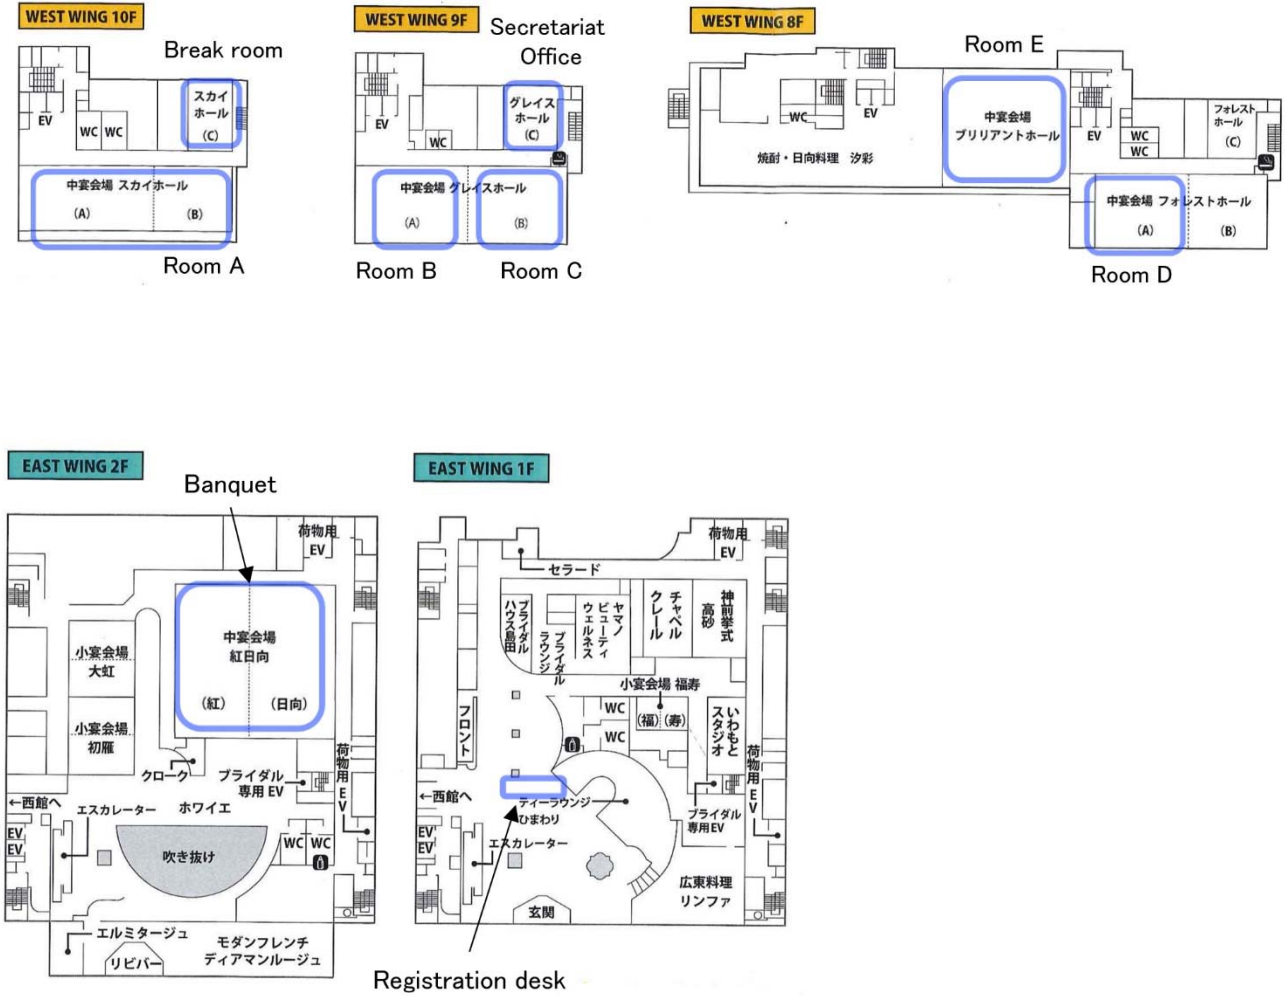 WEST WING 10F
Break room
スカイ
ホール
(C)
EV
WC
WC
中宴会場 スカイホール
(A)
(B)
Room A
WEST WING 9F
Secretariat
Office
グレイス
ホール
(C)
EV
WC
中宴会場 グレイスホール
(A)
(B)
Room B
Room C
WEST WING 8F
Room E
WC
EV
焼酎・日向料理 汐彩
中宴会場
ブリリアントホール
EV
WC
WC
フォレスト
ホール
(C)
中宴会場 フォレストホール
(A)
(B)
Room D
EAST WING 2F
Banquet
荷物用
EV
中宴会場
紅日向
(紅)
(日向)
小宴会場
大虹
小宴会場
初雁
クローク
ブライダル
専用 EV
荷物用EV
←西館へ
エスカレーター
ホワイエ
EV
EV
吹き抜け
WC
WC
エルミタージュ
リビバー
モダンフレンチ
ディアマンルージュ
EAST WING 1F
荷物用
EV
セラード
ブライダル
ハウス島田
ブライダル
ラウンジ
ヤマノ
ビューティ
ウェルネス
チャペル
クレール
神前挙式
高砂
小宴会場 福寿
(福)
(寿)
いわもと
スタジオ
フロント
WC
WC
荷物用EV
←西館へ
ティーラウンジ
ひまわり
ブライダル
専用EV
EV
EV
エスカレーター
広東料理
リンファ
玄関
Registration desk